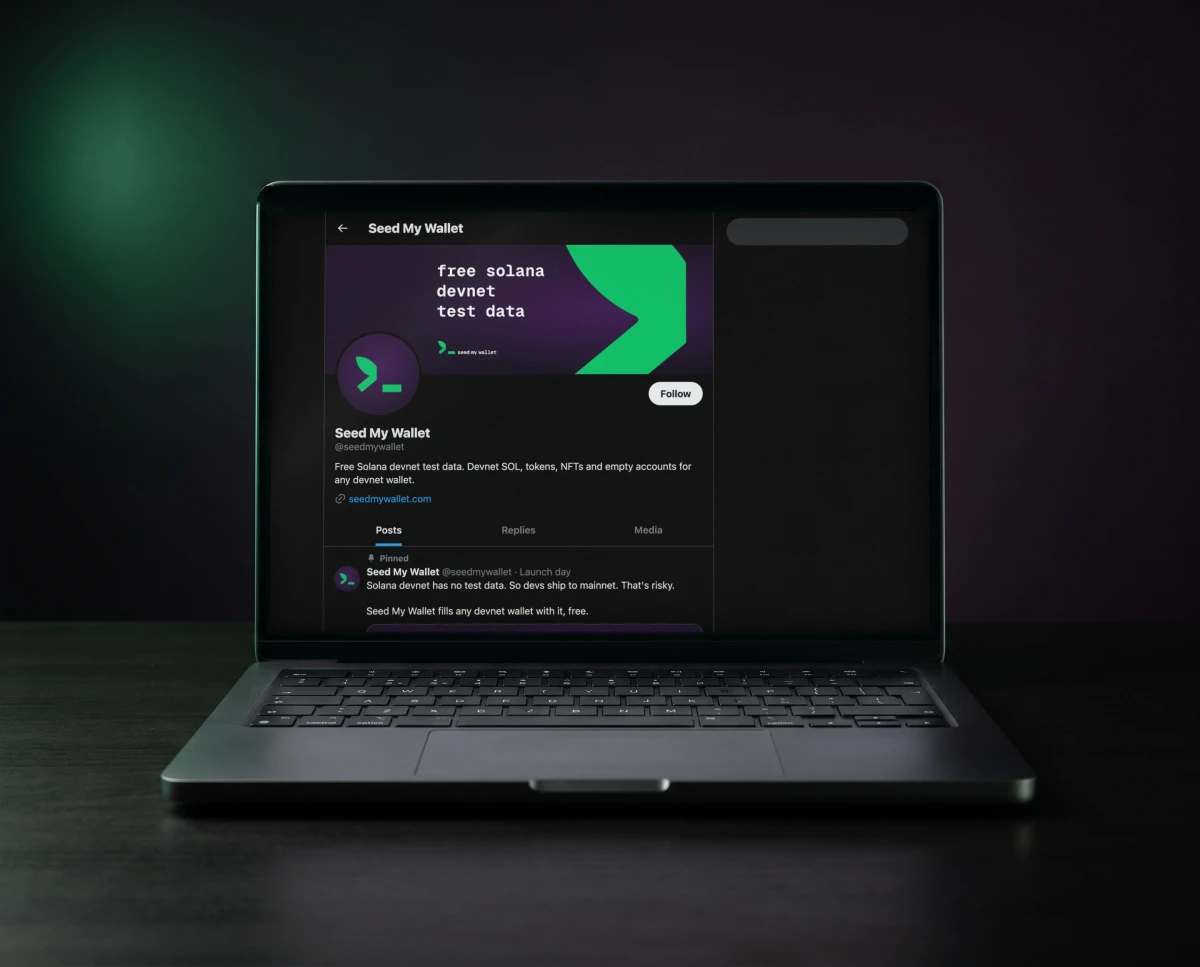 Seed My Wallet
free solana
devnet
test data
seed my wallet
Follow
Seed My Wallet
@seedmywallet
Free Solana devnet test data. Devnet SOL, tokens, NFTs and empty accounts for
any devnet wallet.
seedmywallet.com
Posts Replies Media
Pinned
Seed My Wallet @seedmywallet · Launch day
Solana devnet has no test data. So devs ship to mainnet. That's risky.
Seed My Wallet fills any devnet wallet with it, free.